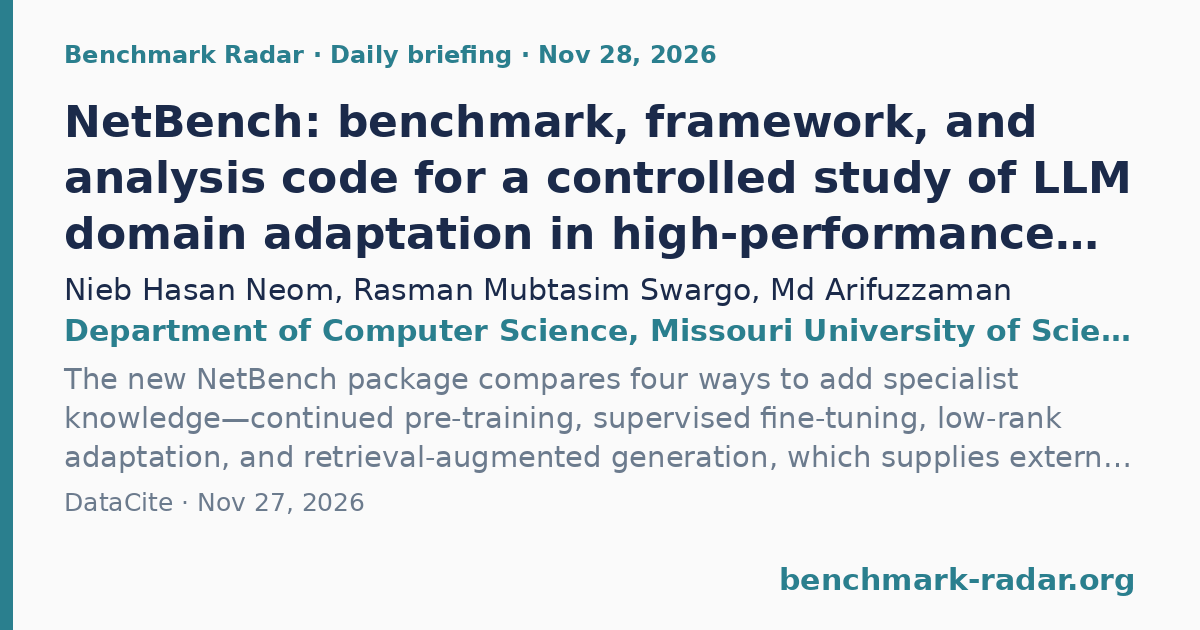 Benchmark Radar · Daily briefing · Nov 28, 2026
NetBench: benchmark, framework, and
analysis code for a controlled study of LLM
domain adaptation in high-performance…
Nieb Hasan Neom, Rasman Mubtasim Swargo, Md Arifuzzaman
Department of Computer Science, Missouri University of Scie…
The new NetBench package compares four ways to add specialist
knowledge—continued pre-training, supervised fine-tuning, low-rank
adaptation, and retrieval-augmented generation, which supplies extern…
DataCite · Nov 27, 2026
benchmark-radar.org